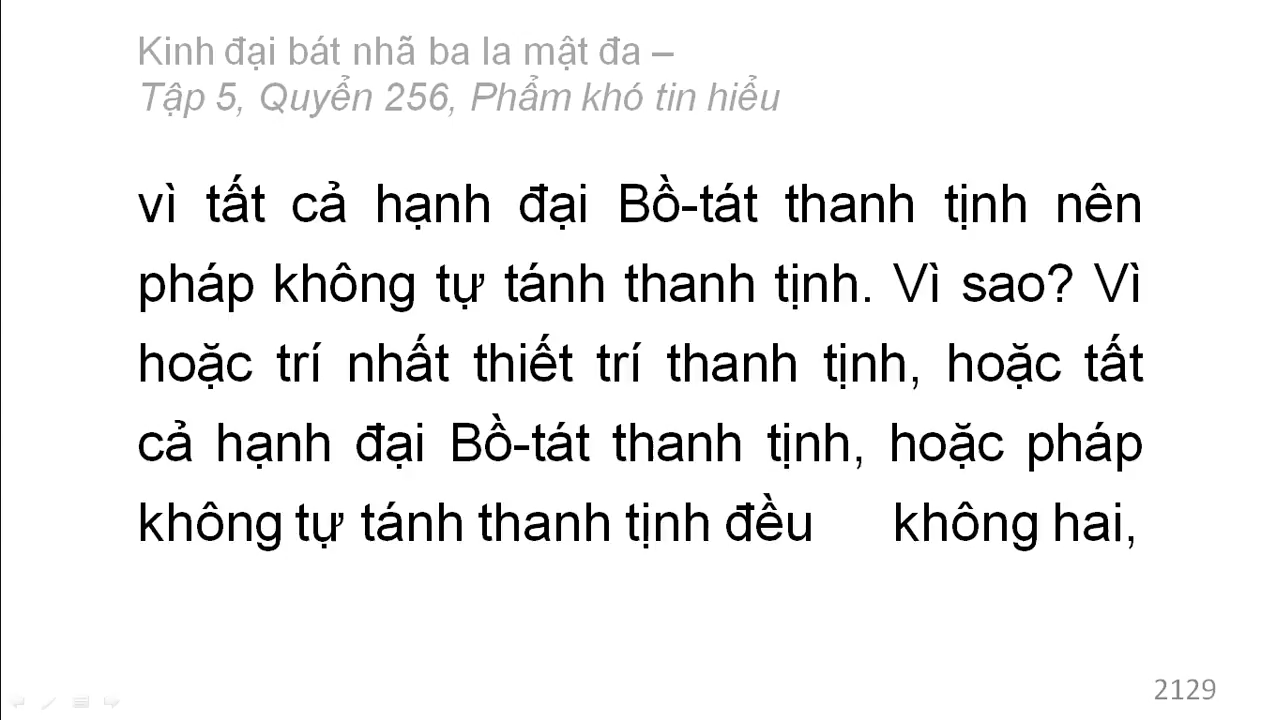 Kinh đại bát nhã ba la mật đa –
Tập 5, Quyển 256, Phẩm khó tin hiểu
vì tất cả hạnh đại Bồ-tát thanh tịnh nên
pháp không tự tánh thanh tịnh. Vì sao? Vì
hoặc trí nhất thiết trí thanh tịnh, hoặc tất
cả hạnh đại Bồ-tát thanh tịnh, hoặc pháp
không tự tánh thanh tịnh đều không hai,
2129